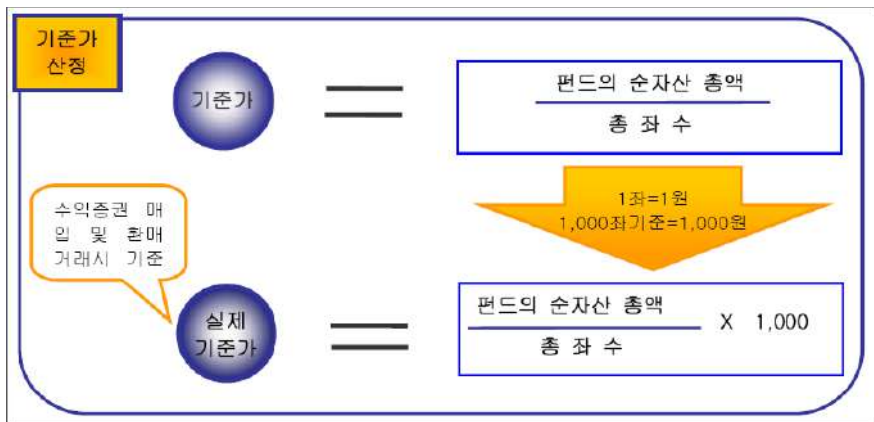 기준가
산정
기준가
펀드의 순자산 총액
총 좌 수
1좌=1원
1,000좌기준=1,000원
수익증권 매
입 및 환매
거래시 기준
실제
기준가
펀드의 순자산 총액
총 좌 수
X 1,000